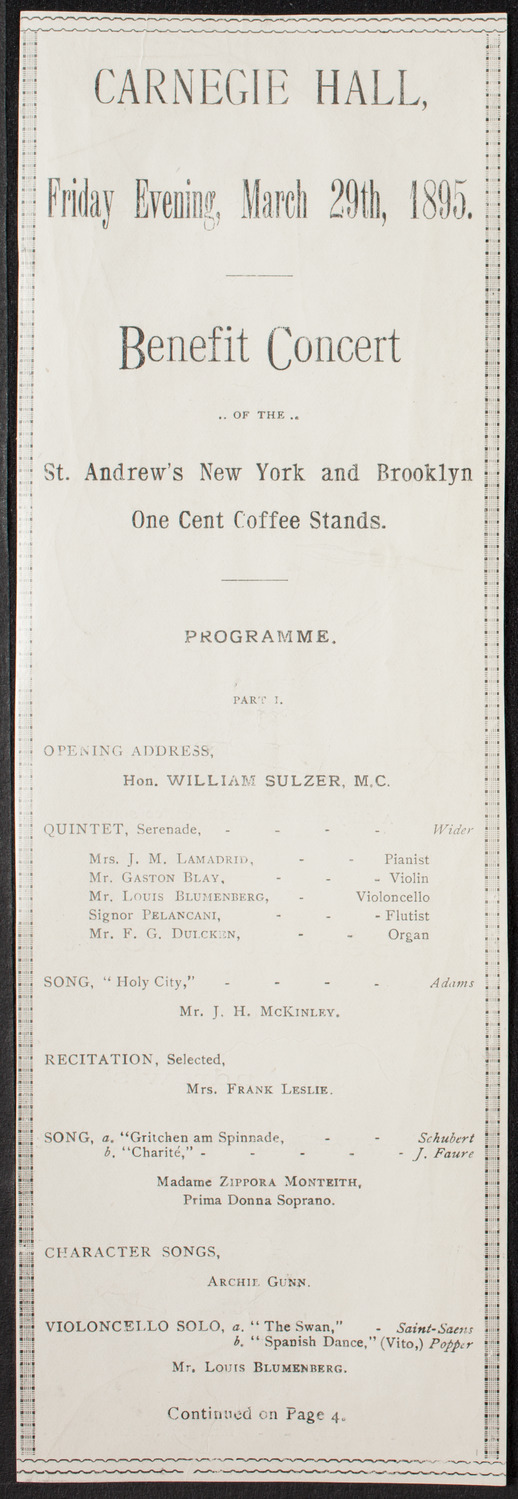 CARNEGIE HALL,
Friday Evening, March 29th, 1895.
Benefit Concert
.. OF THE ..
St. Andrew's New York and Brooklyn
One Cent Coffee Stands.
PROGRAMME.
PART I.
OPENING ADDRESS,
Hon. WILLIAM SULZER, M.C.
QUINTET, Serenade, - - - - Wider
Mrs. J. M. LAMADRID, - - Pianist
Mr. GASTON BLAY, - - - Violin
Mr. LOUIS BLUMENBERG, - Violoncello
Signor PELANCANI, - - - Flutist
Mr. F. G. DULCKEN, - - Organ
SONG, "Holy City," - - - - Adams
Mr. J. H. MCKINLEY.
RECITATION, Selected,
Mrs. FRANK LESLIE.
SONG, a. "Gritchen am Spinnade, - - Schubert
b. "Charité," - - - - - J. Faure
Madame ZIPPORA MONTEITH,
Prima Donna Soprano.
CHARACTER SONGS,
ARCHIE GUNN.
VIOLONCELLO SOLO, a. "The Swan," - Saint-Saens
b. "Spanish Dance," (Vito,) Popper
Mr. LOUIS BLUMENBERG.
Continued on Page 4.